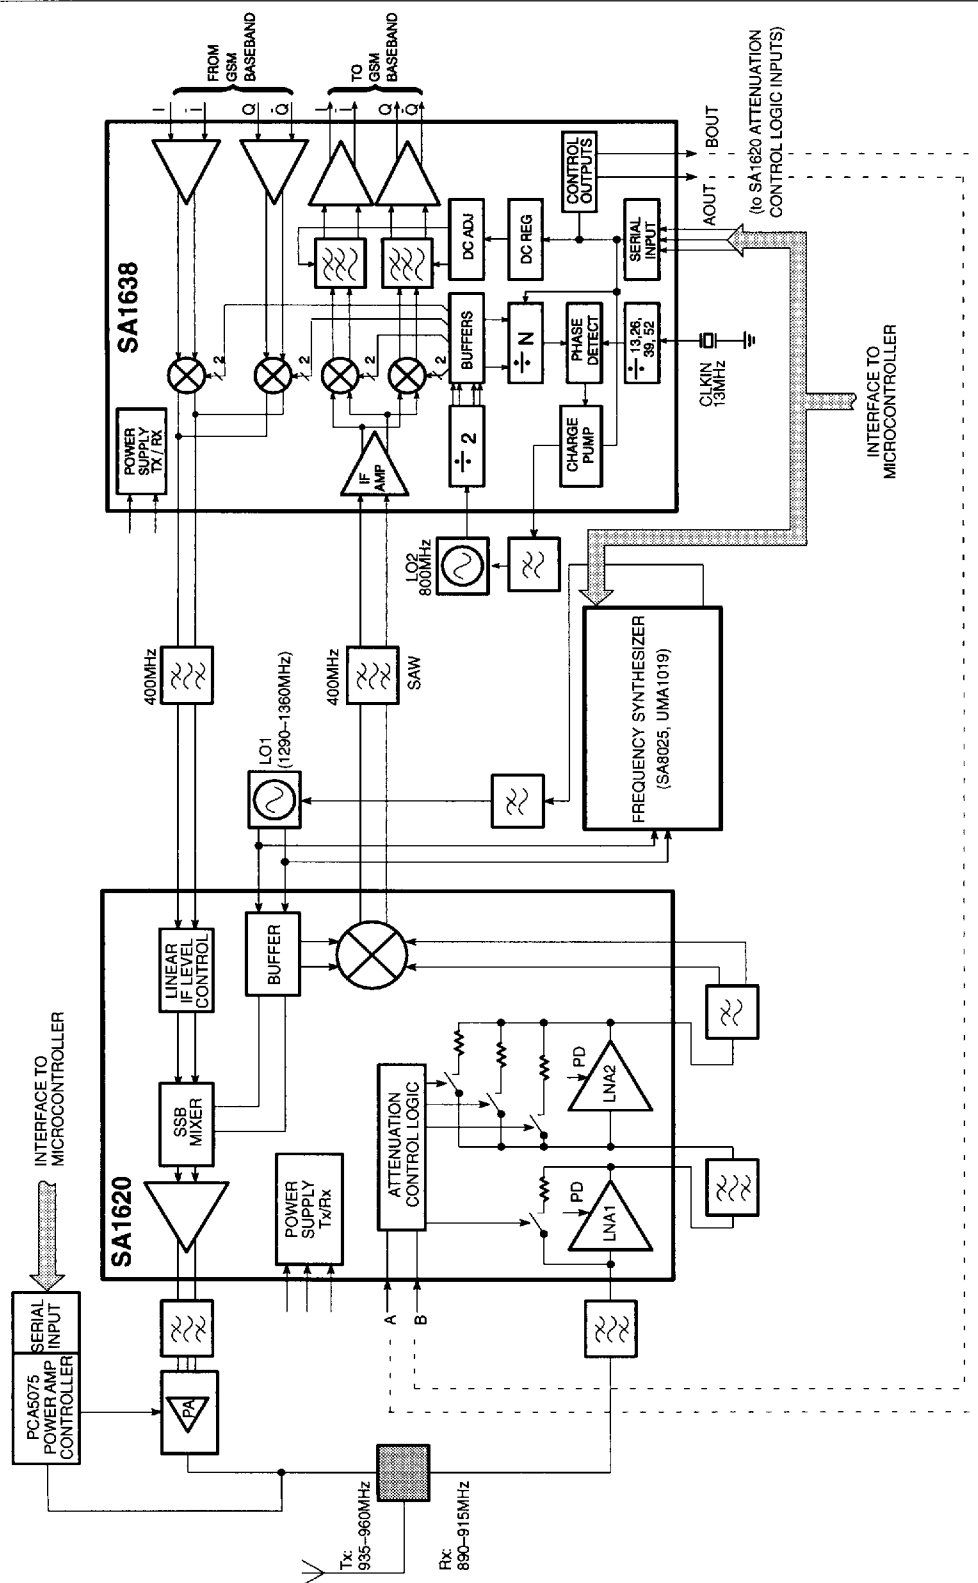 INTERFACE TO
MICROCONTROLLER
SERIAL
INPUT
PCA5075
POWER AMP
CONTROLLER
PA
Tx:
935–960MHz
Rx:
890–915MHz
SA1620
LINEAR
IF LEVEL
CONTROL
SSB
MIXER
BUFFER
POWER
SUPPLY
Tx/Rx
ATTENUATION
CONTROL LOGIC
A
B
PD
LNA1
PD
LNA2
400MHz
LO1
(1290–1360MHz)
400MHz
SAW
FREQUENCY SYNTHESIZER
(SA8025, UMA1019)
LO2
800MHz
SA1638
POWER
SUPPLY
TX / RX
FROM
GSM
BASEBAND
I
-I
Q
-Q
TO
GSM
BASEBAND
I
-I
Q
-Q
2
2
2
2
IF
AMP
÷ 2
BUFFERS
DC ADJ
÷ N
DC REG
CHARGE
PUMP
PHASE
DETECT
CONTROL
OUTPUTS
÷ 13,26,
39, 52
SERIAL
INPUT
CLKIN
13MHz
AOUT
BOUT
(to SA1620 ATTENUATION
CONTROL LOGIC INPUTS)
INTERFACE TO
MICROCONTROLLER